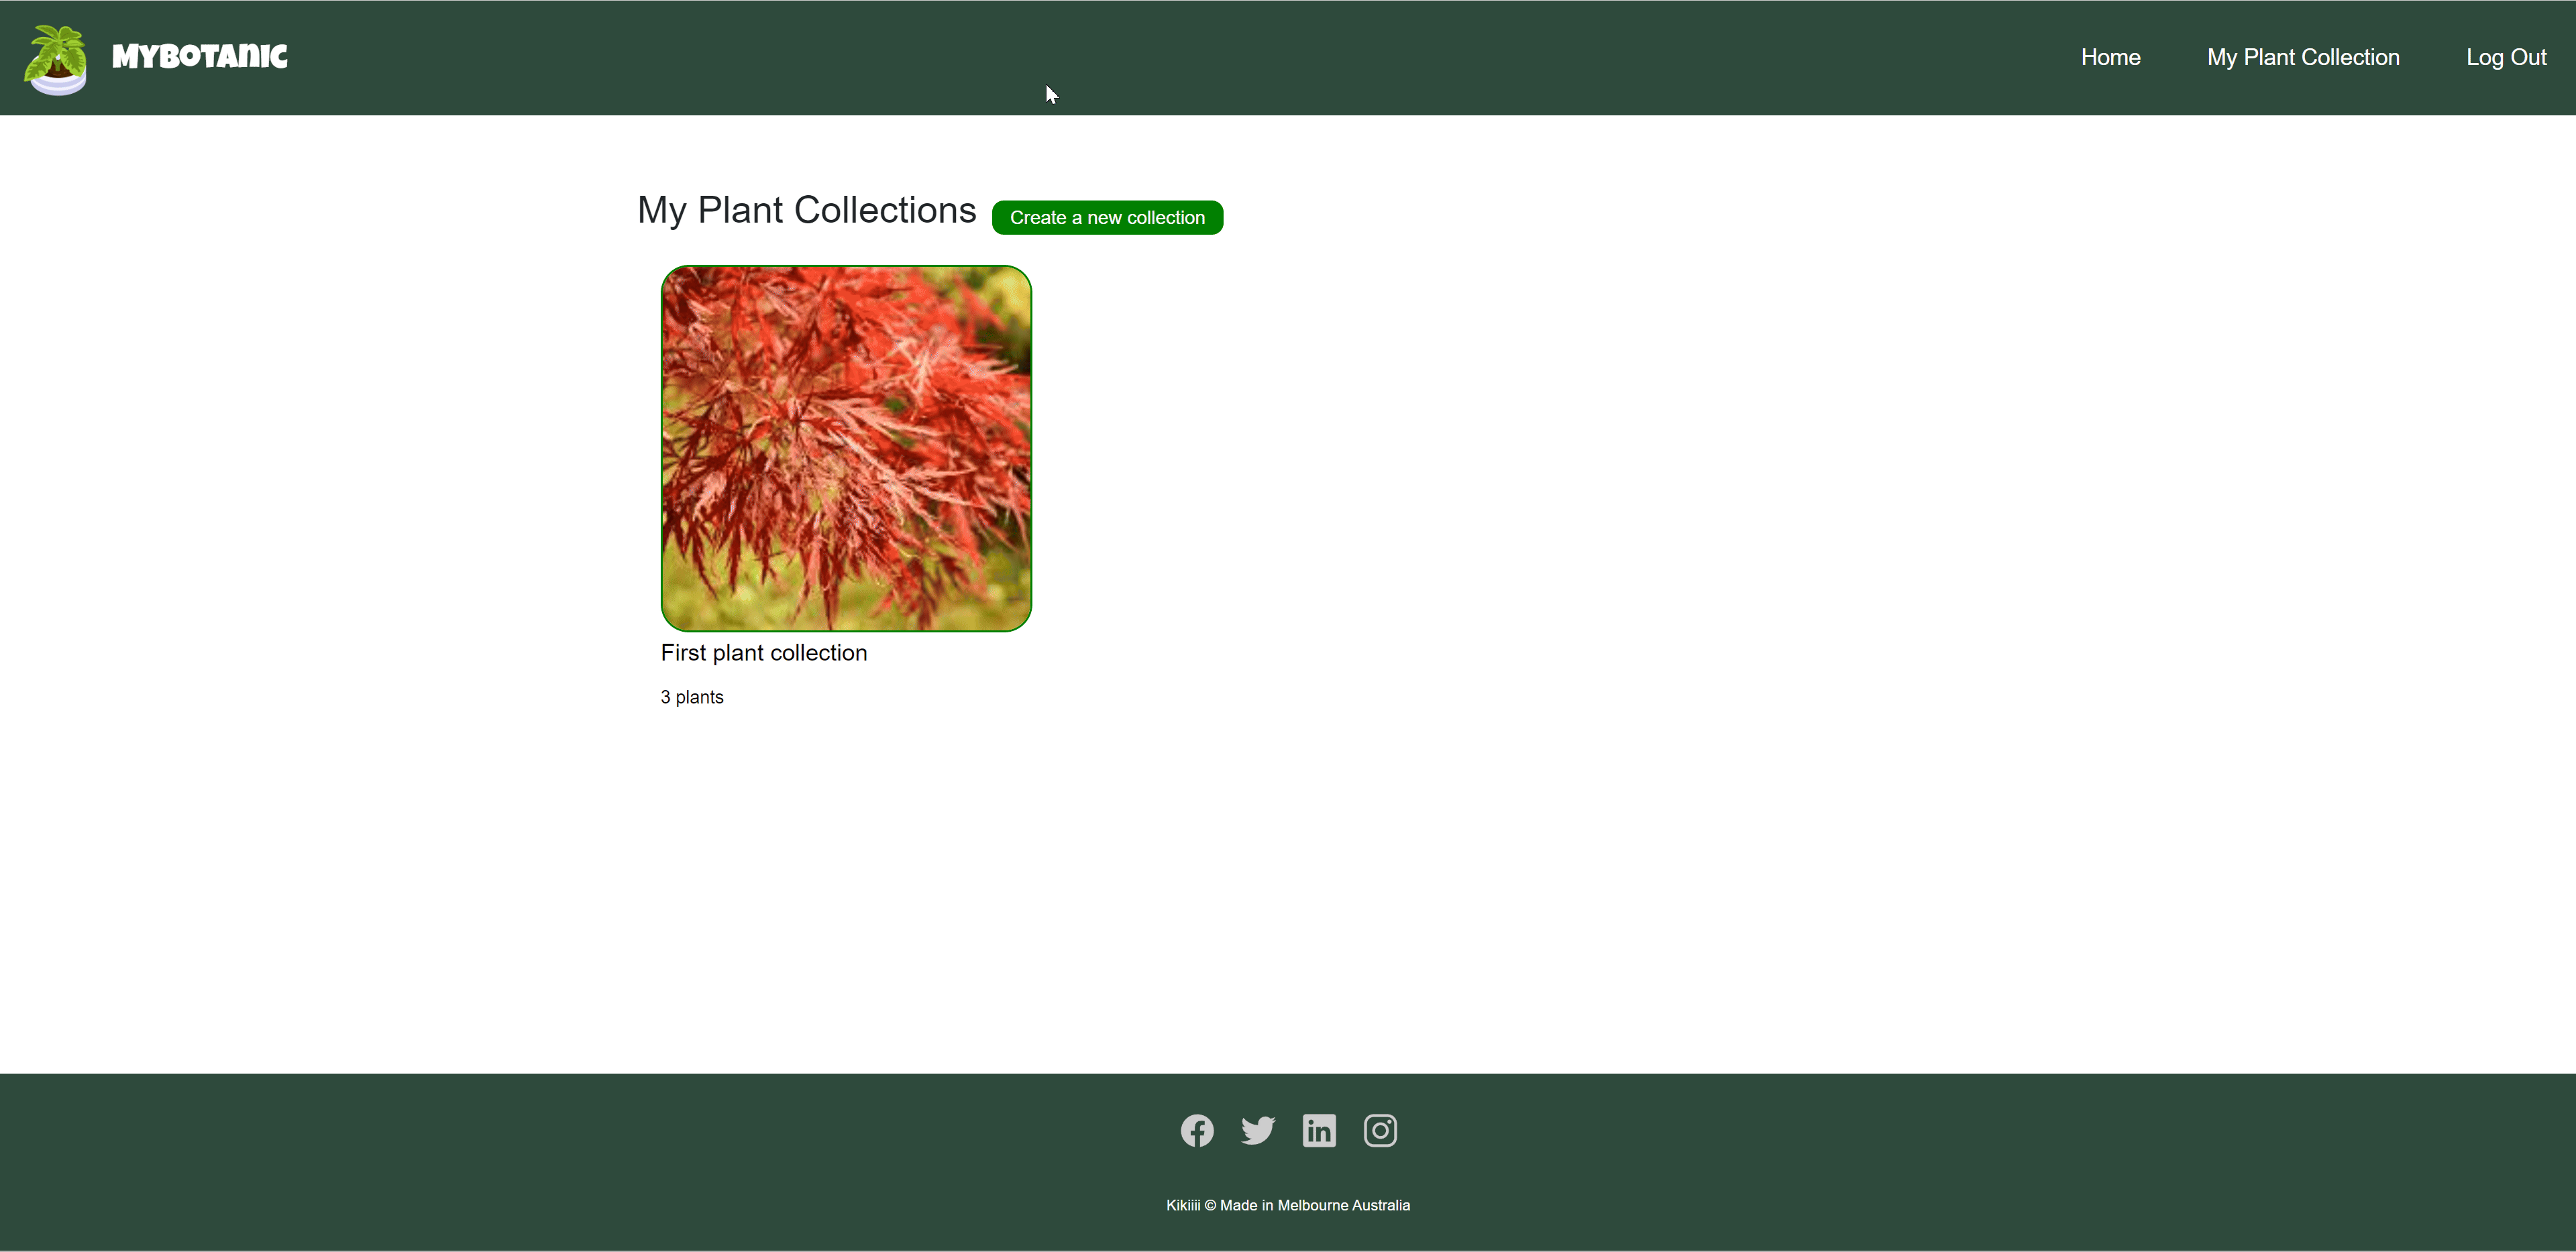 MYBOTANIC
Home
My Plant Collection
Log Out
My Plant Collections
Create a new collection
First plant collection
3 plants
Kikiiii © Made in Melbourne Australia